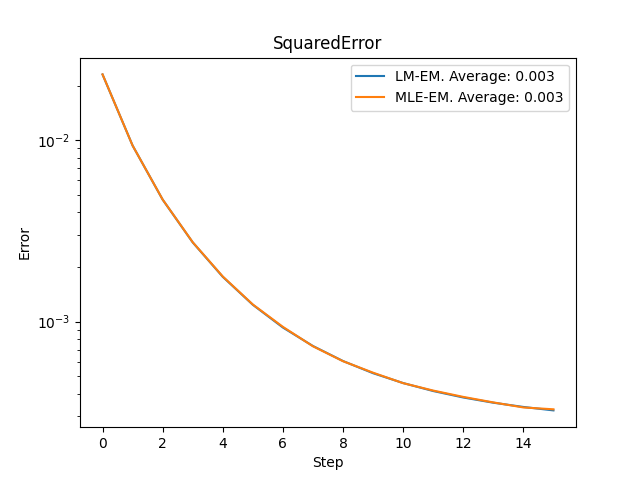 SquaredError
LM-EM. Average: 0.003
MLE-EM. Average: 0.003
10⁻²
10⁻³
Error
0 2 4 6 8 10 12 14
Step